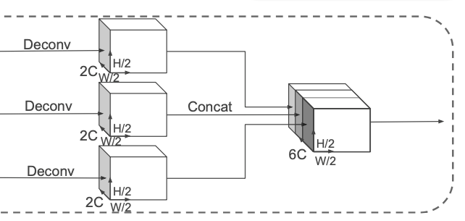 Deconv
H/2
2C
W/2
Deconv
Concat
H/2
2C
W/2
H/2
6C
W/2
Deconv
H/2
2C
W/2